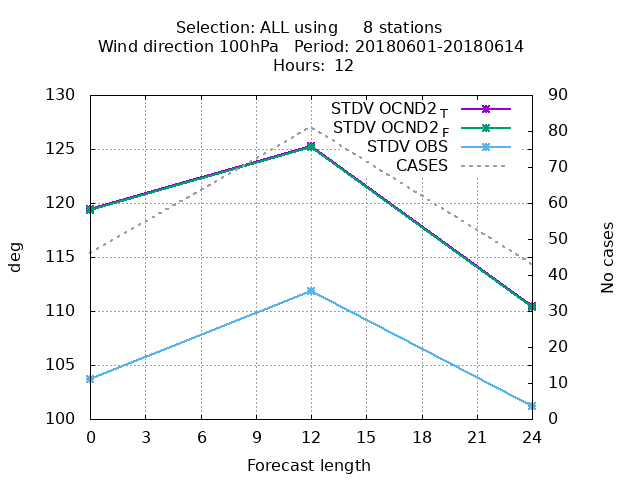 Selection: ALL using     8 stations
Wind direction 100hPa   Period: 20180601-20180614
Hours: 12
130 90
STDV OCND2 T
80
STDV OCND2 F
125 STDV OBS
CASES 70
120 60
115 50
deg No cases
40
110 30
20
105
10
100 0
0 3 6 9 12 15 18 21 24
Forecast length